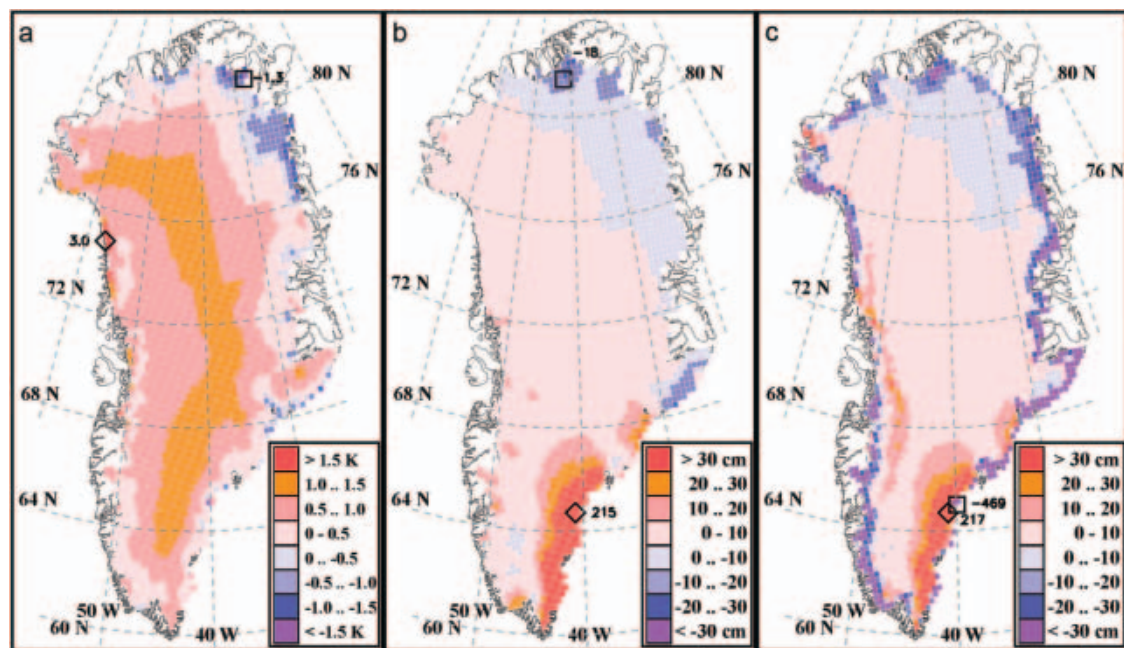 a
-1.3
80 N
76 N
3.0
72 N
68 N
64 N
50 W
60 N
40 W
> 1.5 K
1.0 .. 1.5
0.5 .. 1.0
0 - 0.5
0 .. -0.5
-0.5 .. -1.0
-1.0 .. -1.5
< -1.5 K
b
-18
80 N
76 N
72 N
68 N
64 N
215
50 W
60 N
40 W
> 30 cm
20 .. 30
10 .. 20
0 - 10
0 .. -10
-10 .. -20
-20 .. -30
< -30 cm
c
80 N
76 N
72 N
68 N
64 N
-469
217
50 W
60 N
40 W
> 30 cm
20 .. 30
10 .. 20
0 - 10
0 .. -10
-10 .. -20
-20 .. -30
< -30 cm